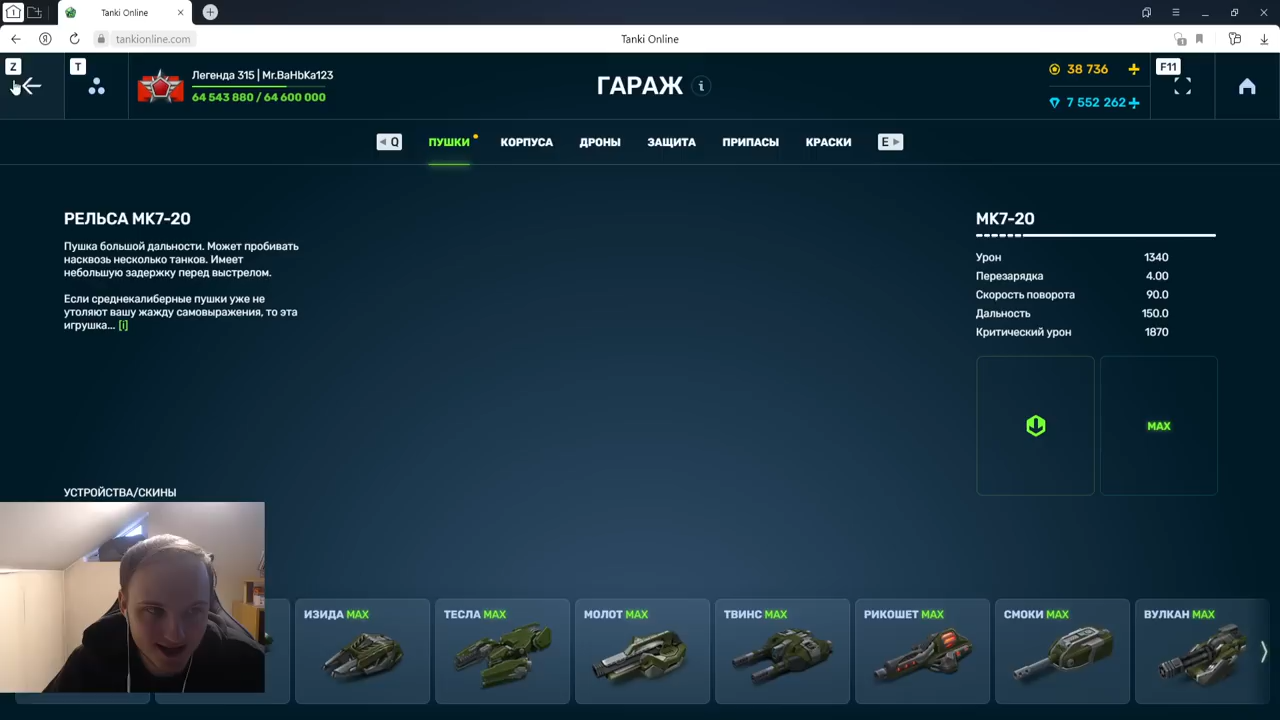 Tanki Online
tankionline.com
Tanki Online
Z
T
Легенда 315 | Mr.BaHbKa123
64 543 880 / 64 600 000
ГАРАЖ
i
38 736
7 552 262
F11
Q
ПУШКИ
КОРПУСА
ДРОНЫ
ЗАЩИТА
ПРИПАСЫ
КРАСКИ
E
РЕЛЬСА МК7-20
Пушка большой дальности. Может пробивать
насквозь несколько танков. Имеет
небольшую задержку перед выстрелом.
Если среднекалиберные пушки уже не
утоляют вашу жажду самовыражения, то эта
игрушка... [i]
МК7-20
Урон 1340
Перезарядка 4.00
Скорость поворота 90.0
Дальность 150.0
Критический урон 1870
MAX
УСТРОЙСТВА/СКИНЫ
ИЗИДА MAX
ТЕСЛА MAX
МОЛОТ MAX
ТВИНС MAX
РИКОШЕТ MAX
СМОКИ MAX
ВУЛКАН MAX